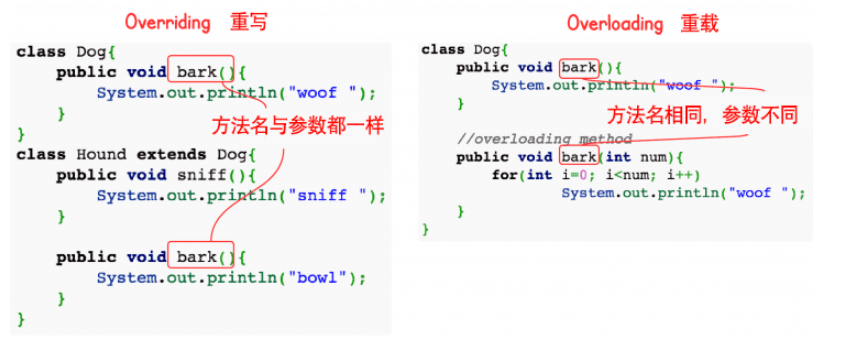 Overriding 重写
class Dog{
public void bark(){
System.out.println("woof ");
}
}
方法名与参数都一样
class Hound extends Dog{
public void sniff(){
System.out.println("sniff ");
}
public void bark(){
System.out.println("bowl");
}
}
Overloading 重载
class Dog{
public void bark(){
System.out.println("woof ");
}
方法名相同，参数不同
//overloading method
public void bark(int num){
for(int i=0; i<num; i++)
System.out.println("woof ");
}
}